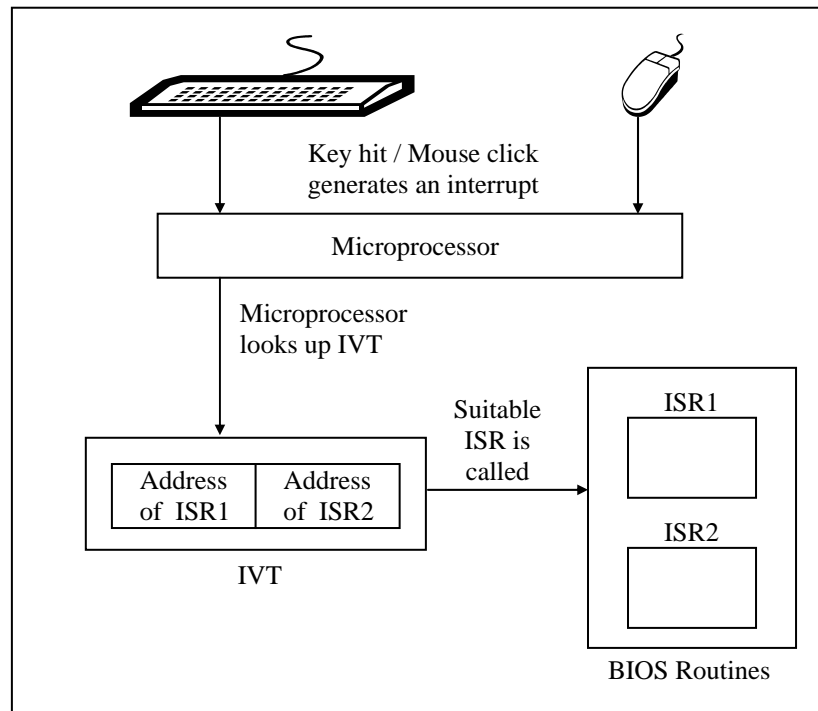 Key hit / Mouse click
generates an interrupt
Microprocessor
Microprocessor
looks up IVT
Suitable
ISR is
called
ISR1
Address
of ISR1
Address
of ISR2
ISR2
IVT
BIOS Routines